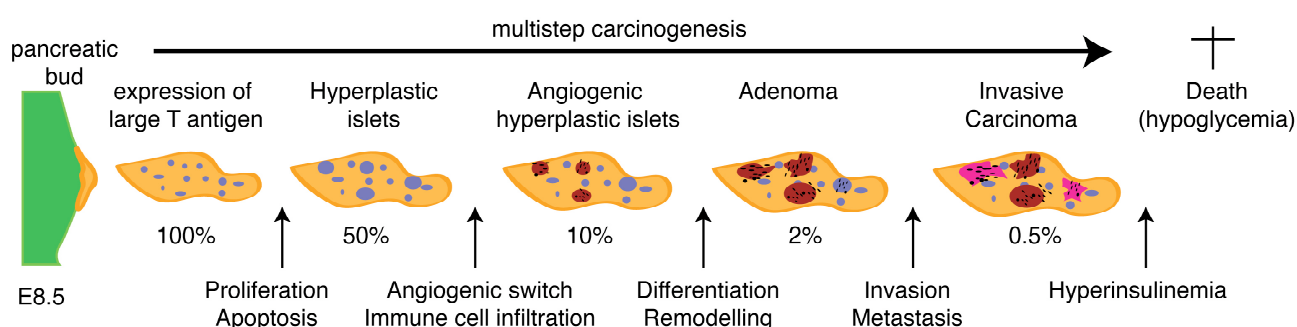 multistep carcinogenesis
pancreatic
bud
expression of
large T antigen
Hyperplastic
islets
Angiogenic
hyperplastic islets
Adenoma
Invasive
Carcinoma
Death
(hypoglycemia)
100%
50%
10%
2%
0.5%
E8.5
Proliferation
Apoptosis
Angiogenic switch
Immune cell infiltration
Differentiation
Remodelling
Invasion
Metastasis
Hyperinsulinemia